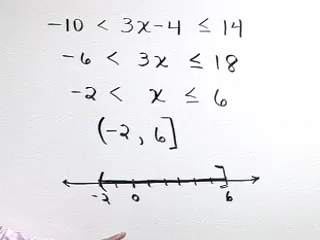 -10 < 3x-4 ≤ 14
-6 < 3x ≤ 18
-2 < x ≤ 6
(-2, 6]
-2 0 6